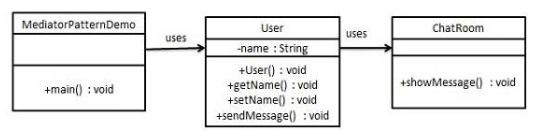 MediatorPatternDemo
+main() : void
uses
User
-name : String
+User() : void
+getName() : void
+setName() : void
+sendMessage() : void
uses
ChatRoom
+showMessage() : void